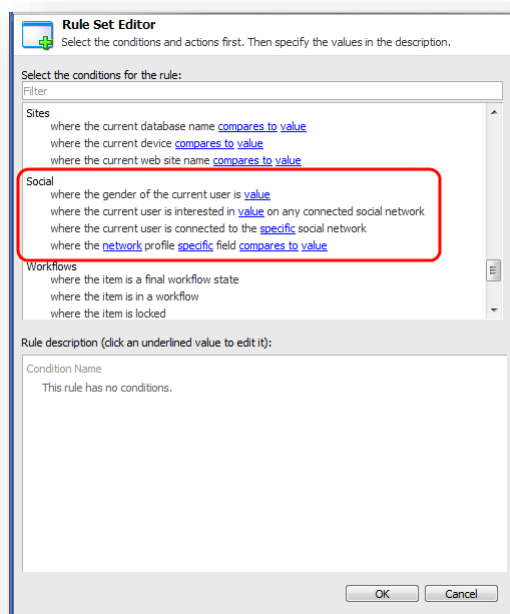 Rule Set Editor
Select the conditions and actions first. Then specify the values in the description.
Select the conditions for the rule:
Filter
Sites
where the current database name compares to value
where the current device compares to value
where the current web site name compares to value
Social
where the gender of the current user is value
where the current user is interested in value on any connected social network
where the current user is connected to the specific social network
where the network profile specific field compares to value
Workflows
where the item is a final workflow state
where the item is in a workflow
where the item is locked
Rule description (click an underlined value to edit it):
Condition Name
This rule has no conditions.
OK Cancel